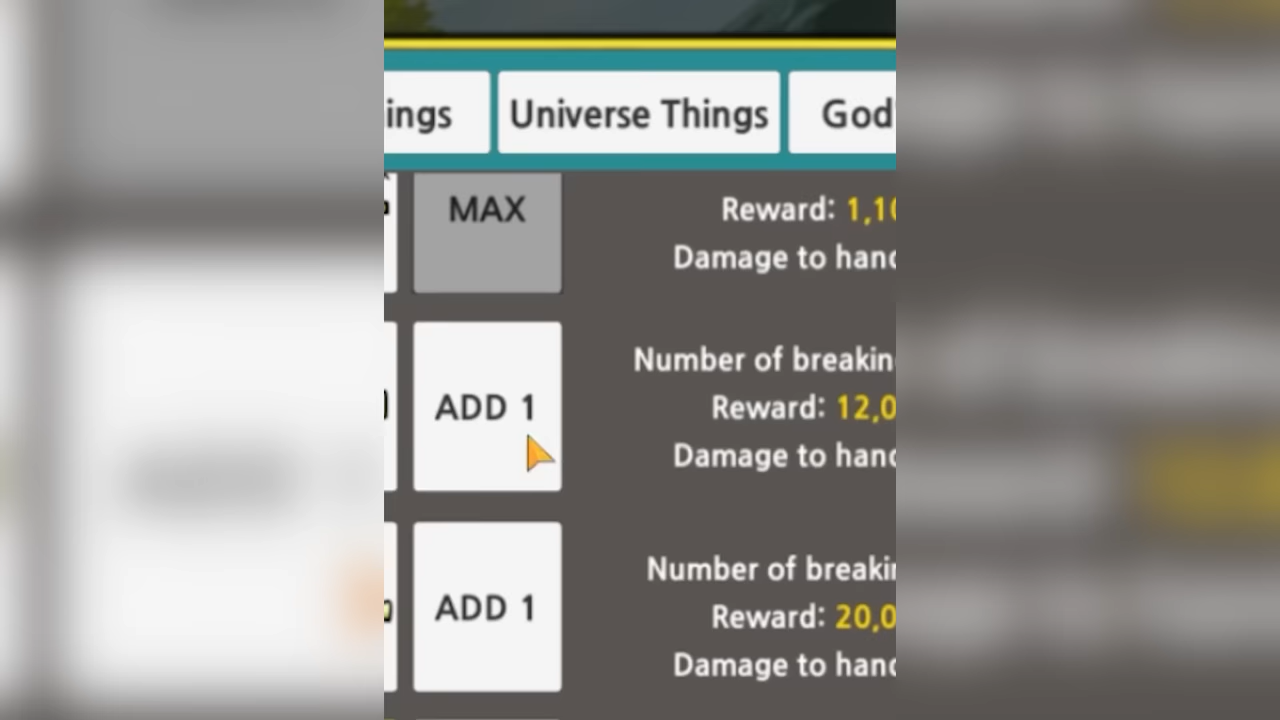 ings Universe Things God
MAX
Reward: 1,10
Damage to hand
Number of breakin
ADD 1
Reward: 12,0
Damage to hand
Number of breakin
ADD 1
Reward: 20,0
Damage to hand